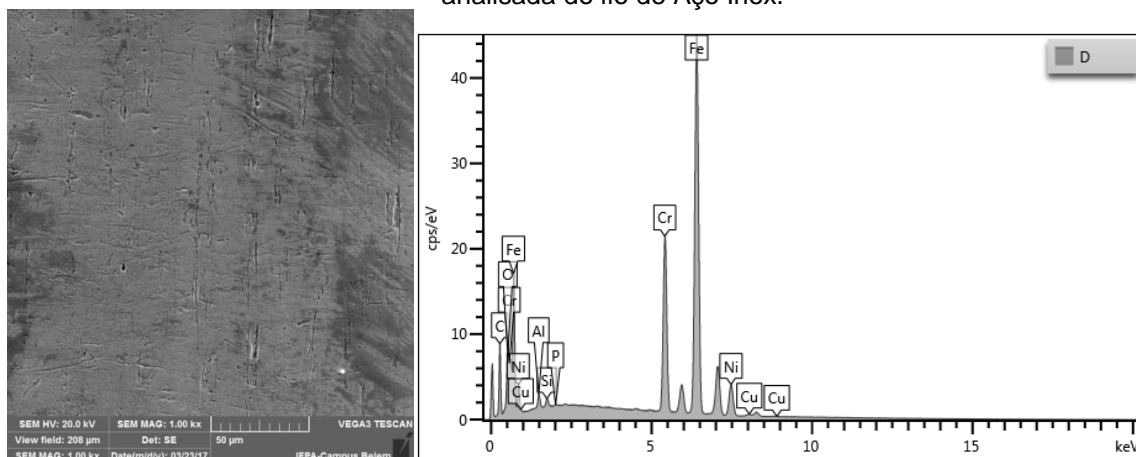 analisada do fio de Aço Inox.
SEM HV: 20.0 kV SEM MAG: 1.00 kx VEGA3 TESCAN
View field: 208 µm Det: SE 50 µm
SEM MAG: 1.00 kx Date(m/d/y): 03/23/17 IFPA-Campus Belem
D
cps/eV
40
30
20
10
0
Fe
Cr
Fe
O
Cr
C
Al
P
Ni
Si
Cu
Ni
Cu
Cu
0 5 10 15 keV